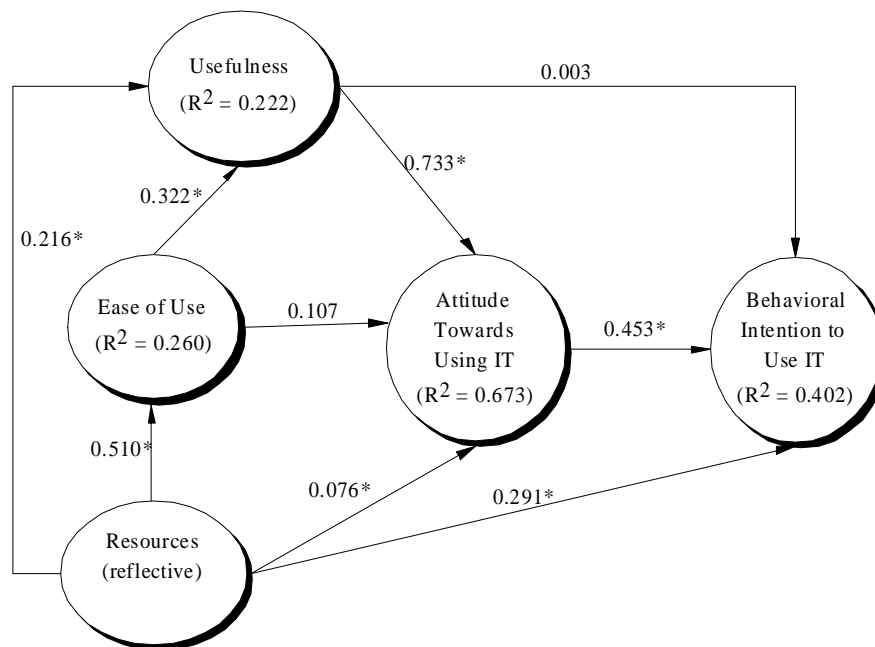 Usefulness
(R2 = 0.222)
0.003
0.733*
0.322*
0.216*
Ease of Use
(R2 = 0.260)
0.107
Attitude
Towards
Using IT
(R2 = 0.673)
0.453*
Behavioral
Intention to
Use IT
(R2 = 0.402)
0.510*
0.076*
0.291*
Resources
(reflective)